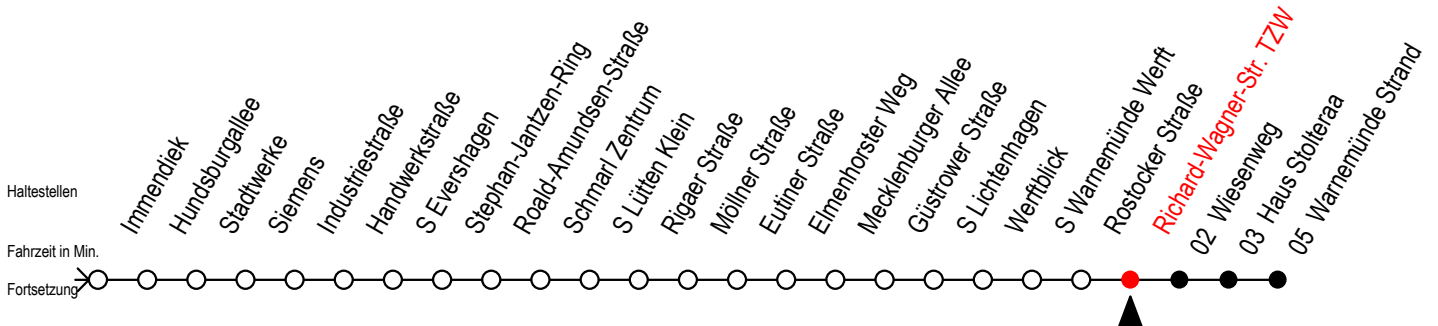 Haltestellen
Fahrzeit in Min.
Fortsetzung
Immendiek
Hundsburgallee
Stadtwerke
Siemens
Industriestraße
Handwerkstraße
S Evershagen
Stephan-Jantzen-Ring
Roald-Amundsen-Straße
Schmarl Zentrum
S Lütten Klein
Rigaer Straße
Möllner Straße
Eutiner Straße
Elmenhorster Weg
Mecklenburger Allee
Güstrower Straße
S Lichtenhagen
Werftblick
S Warnemünde Werft
Rostocker Straße
Richard-Wagner-Str. TZW
02 Wiesenweg
03 Haus Stolteraa
05 Warnemünde Strand